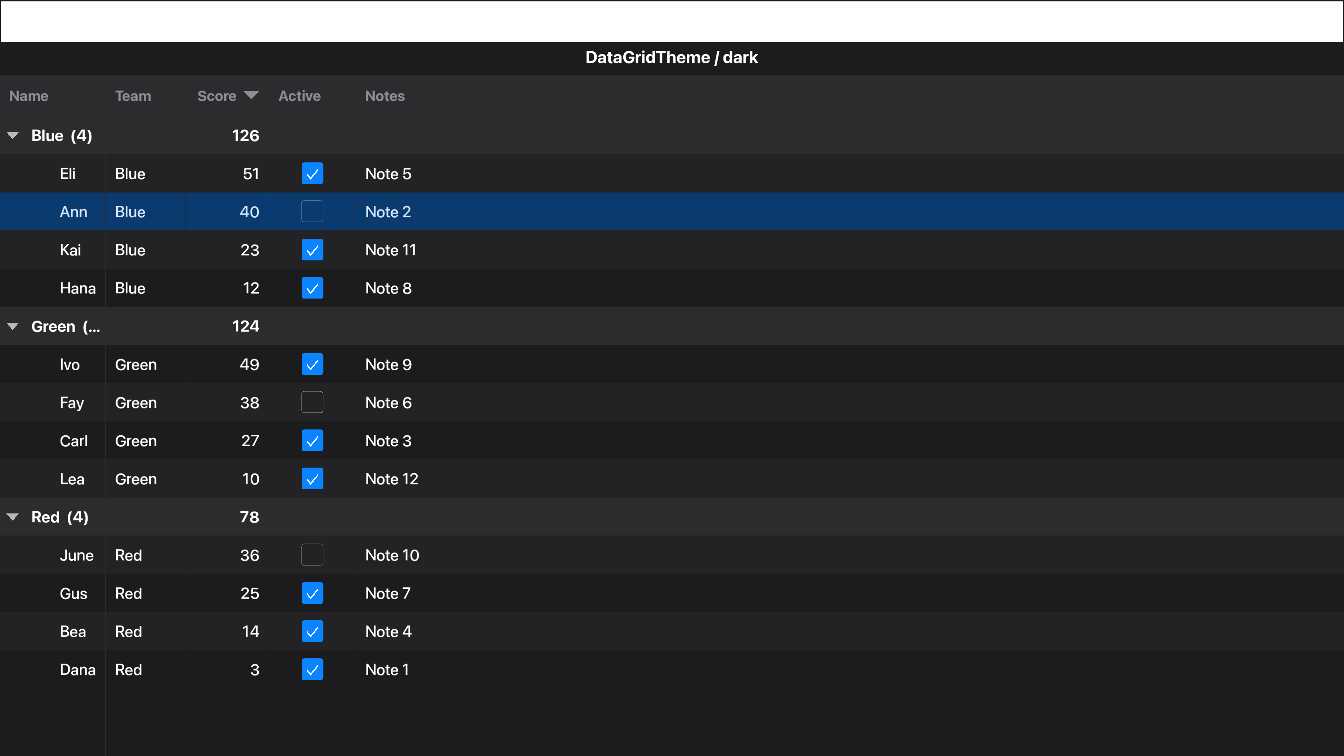 DataGridTheme / dark
Name Team Score Active Notes
Blue (4) 126
Eli Blue 51 Note 5
Ann Blue 40 Note 2
Kai Blue 23 Note 11
Hana Blue 12 Note 8
Green (... 124
Ivo Green 49 Note 9
Fay Green 38 Note 6
Carl Green 27 Note 3
Lea Green 10 Note 12
Red (4) 78
June Red 36 Note 10
Gus Red 25 Note 7
Bea Red 14 Note 4
Dana Red 3 Note 1